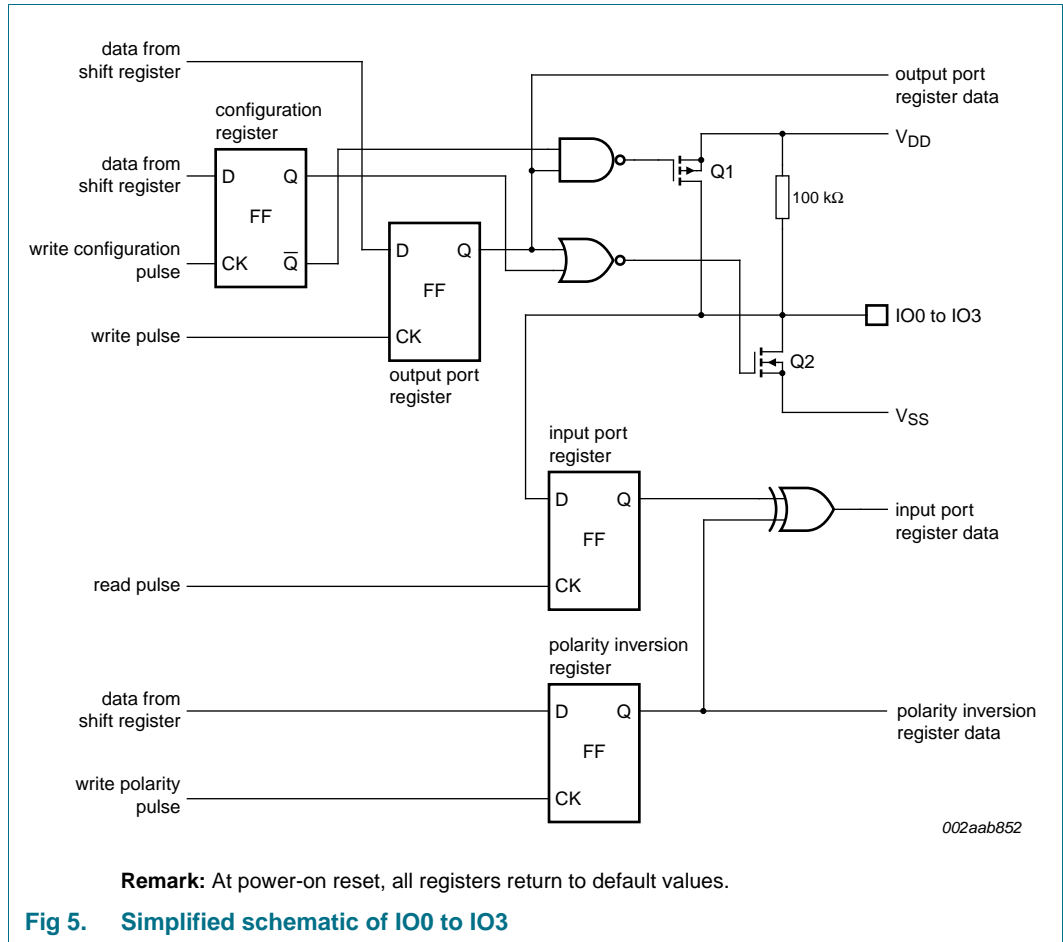 data from
shift register
output port
register data
configuration
register
VDD
data from
shift register
D
Q
Q1
100 kΩ
FF
D
Q
write configuration
pulse
CK
Q̅
FF
IO0 to IO3
write pulse
CK
Q2
output port
register
VSS
input port
register
D
Q
input port
register data
FF
read pulse
CK
polarity inversion
register
data from
shift register
D
Q
polarity inversion
register data
FF
write polarity
pulse
CK
002aab852
Remark: At power-on reset, all registers return to default values.
Fig 5. Simplified schematic of IO0 to IO3